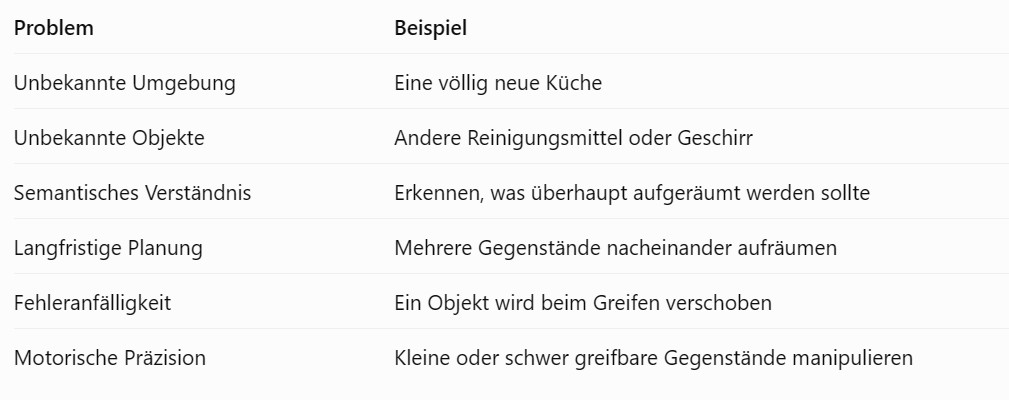 Problem Beispiel
Unbekannte Umgebung Eine völlig neue Küche
Unbekannte Objekte Andere Reinigungsmittel oder Geschirr
Semantisches Verständnis Erkennen, was überhaupt aufgeräumt werden sollte
Langfristige Planung Mehrere Gegenstände nacheinander aufräumen
Fehleranfälligkeit Ein Objekt wird beim Greifen verschoben
Motorische Präzision Kleine oder schwer greifbare Gegenstände manipulieren